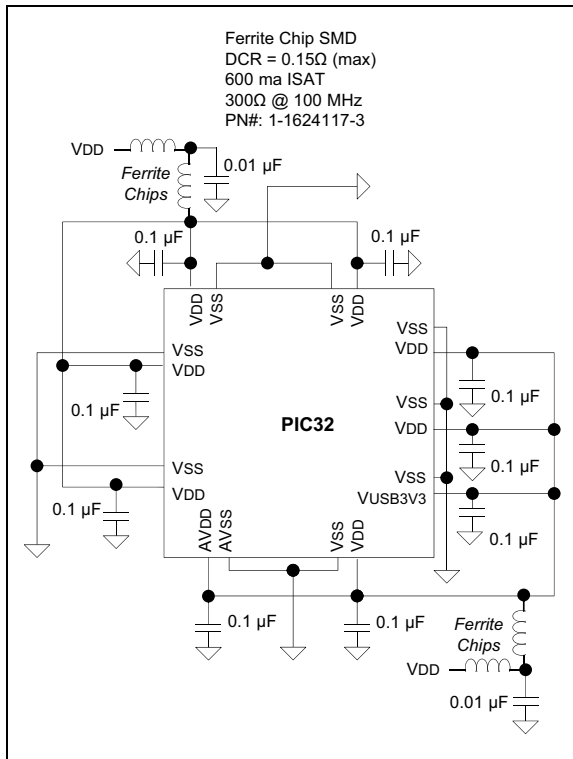 Ferrite Chip SMD
DCR = 0.15Ω (max)
600 ma ISAT
300Ω @ 100 MHz
PN#: 1-1624117-3
VDD
0.01 µF
Ferrite
Chips
0.1 µF
0.1 µF
VDD
VSS
VSS
VDD
VSS
VDD
VSS
VDD
0.1 µF
0.1 µF
VSS
PIC32
VDD
0.1 µF
VSS
VSS
VDD
VUSB3V3
0.1 µF
0.1 µF
AVDD
AVSS
VSS
VDD
0.1 µF
0.1 µF
Ferrite
Chips
VDD
0.01 µF